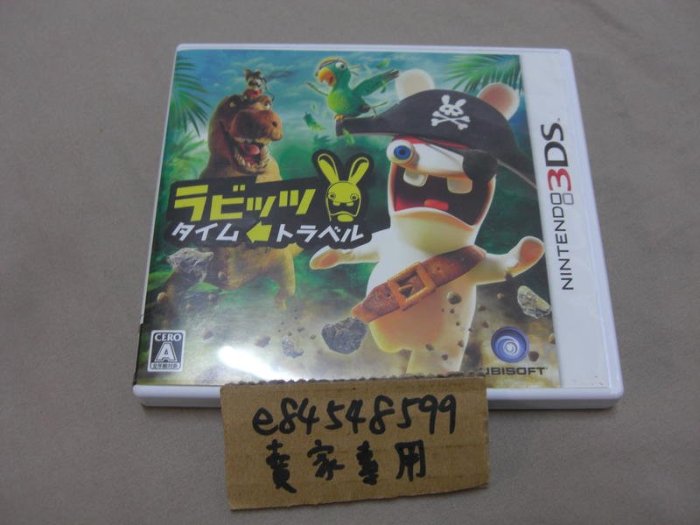 ラビッツ
タイム トラベル
NINTENDO 3DS
CERO
A
UBISOFT
e84548599
賣家專用